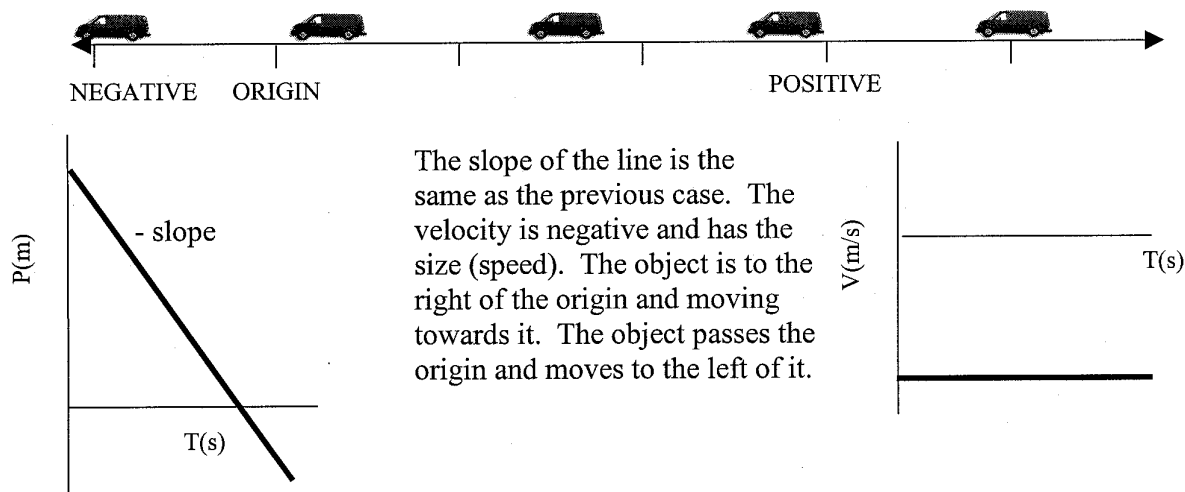 NEGATIVE ORIGIN POSITIVE
P(m)
- slope
T(s)
The slope of the line is the
same as the previous case. The
velocity is negative and has the
size (speed). The object is to the
right of the origin and moving
towards it. The object passes the
origin and moves to the left of it.
V(m/s)
T(s)